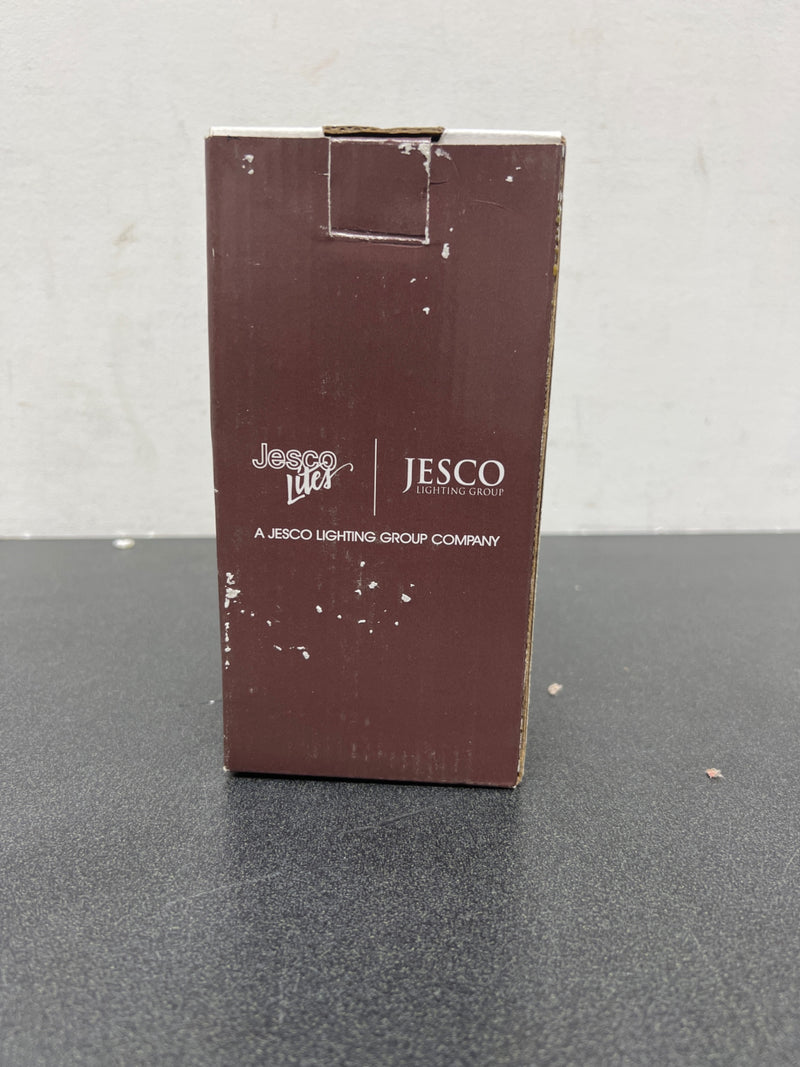 Jesco
Lites
JESCO
LIGHTING GROUP
A JESCO LIGHTING GROUP COMPANY